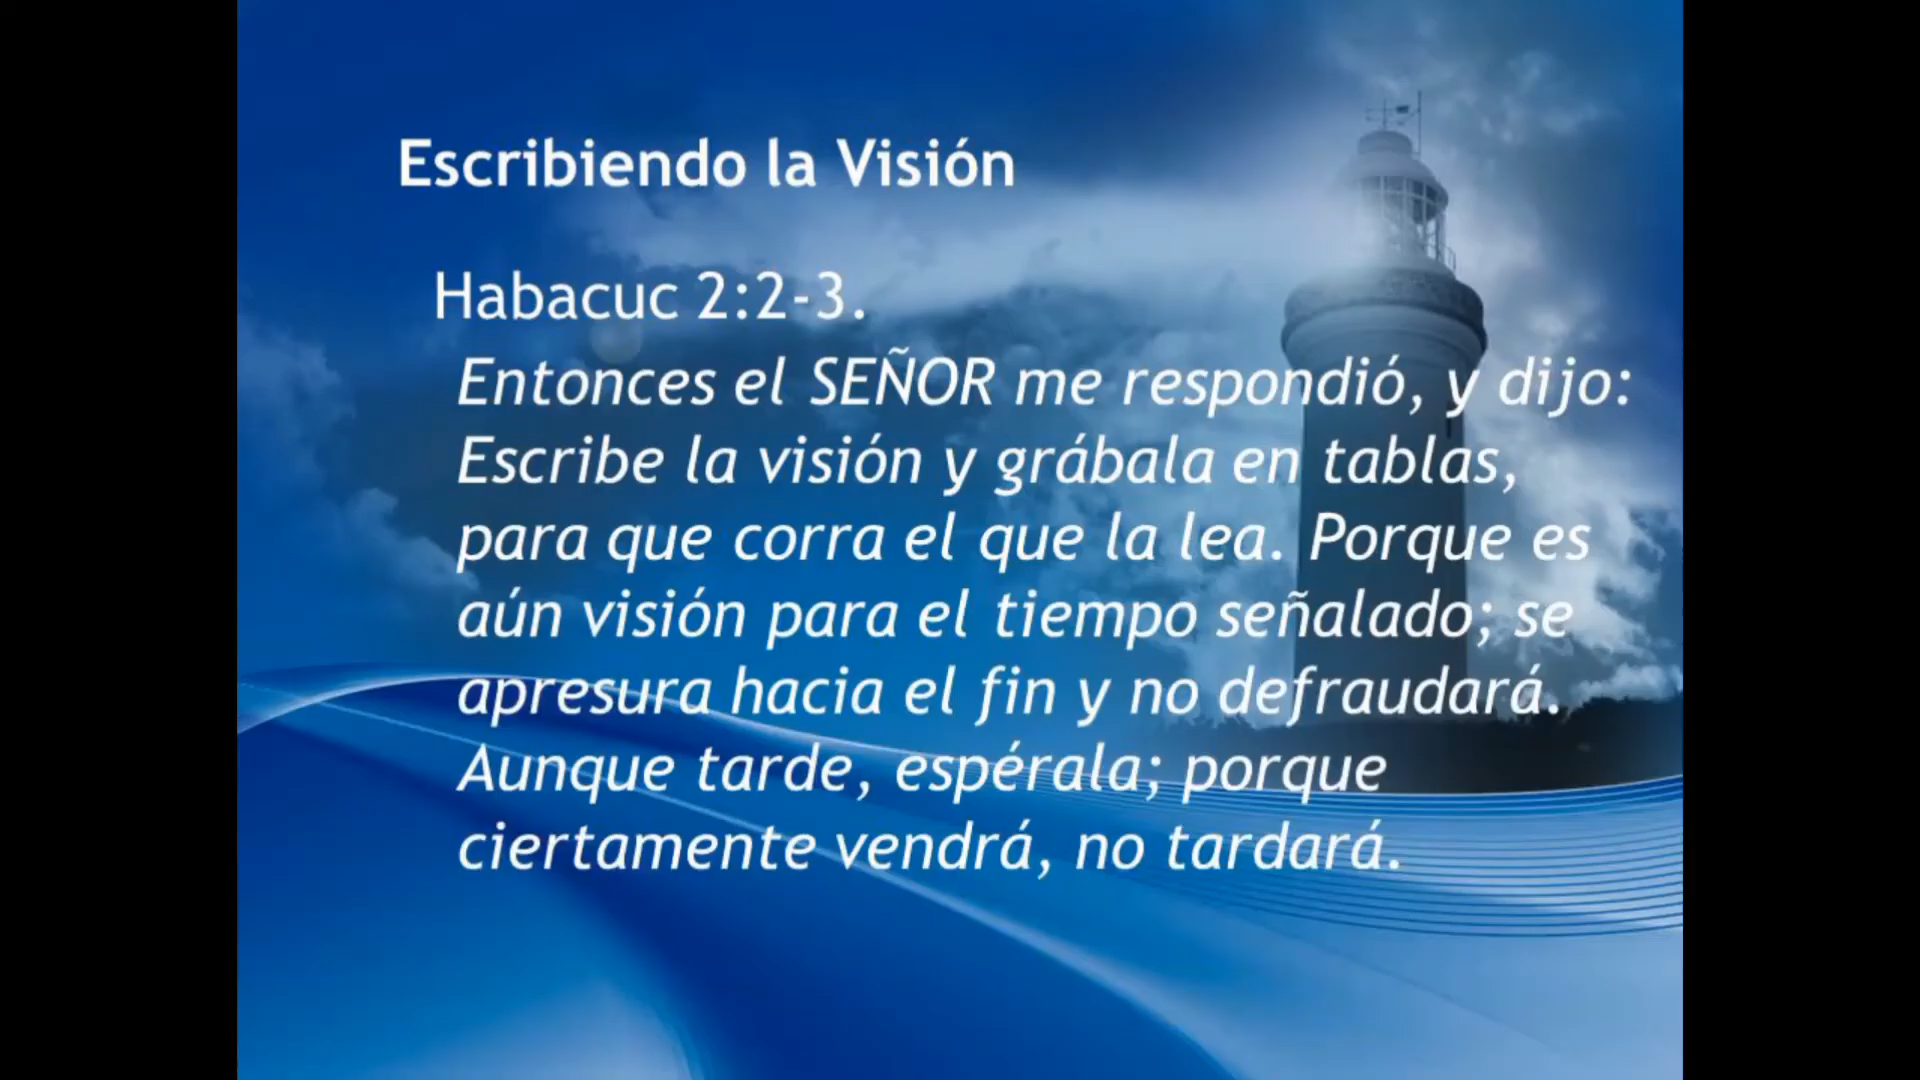 Escribiendo la Visión
Habacuc 2:2-3.
Entonces el SEÑOR me respondió, y dijo:
Escribe la visión y grábala en tablas,
para que corra el que la lea. Porque es
aún visión para el tiempo señalado; se
apresura hacia el fin y no defraudará.
Aunque tarde, espérala; porque
ciertamente vendrá, no tardará.